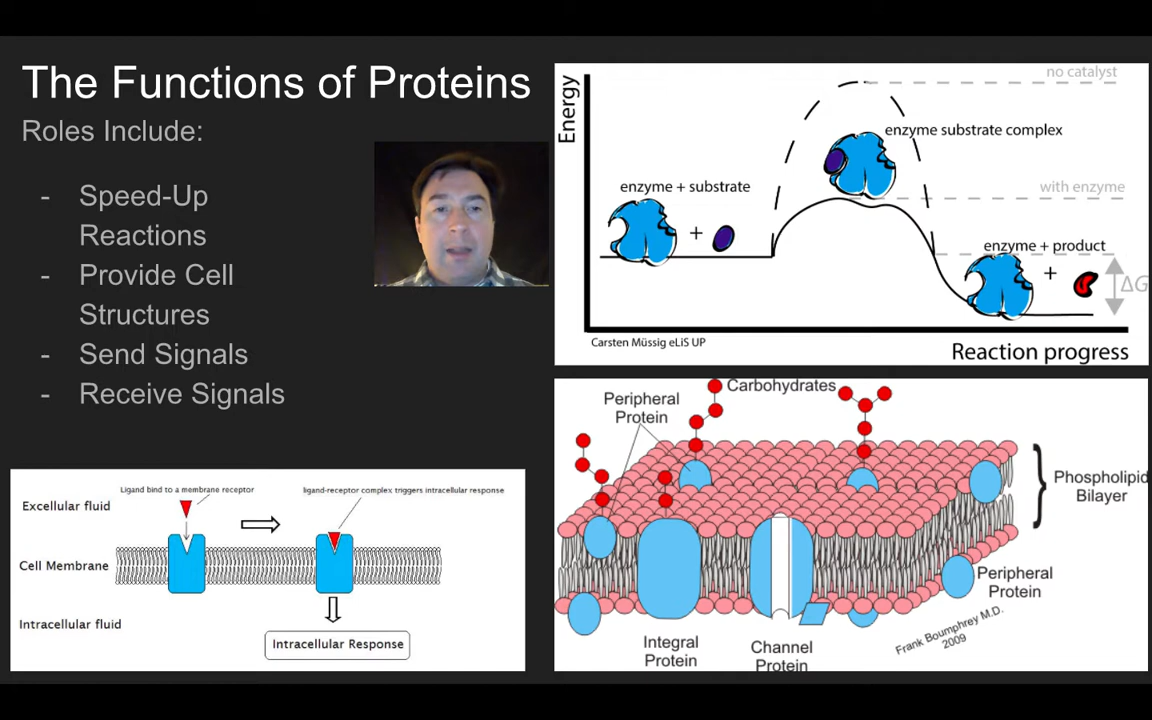 The Functions of Proteins
Roles Include:
- Speed-Up
Reactions
- Provide Cell
Structures
- Send Signals
- Receive Signals
Energy
no catalyst
enzyme substrate complex
with enzyme
enzyme + substrate
+
enzyme + product
+
ΔG
Carsten Müssig eLiS UP
Reaction progress
Ligand bind to a membrane receptor
ligand-receptor complex triggers intracellular response
Excellular fluid
Cell Membrane
Intracellular fluid
Intracellular Response
Carbohydrates
Peripheral
Protein
Phospholipid
Bilayer
Peripheral
Protein
Integral
Protein
Channel
Protein
Frank Boumphrey M.D.
2009